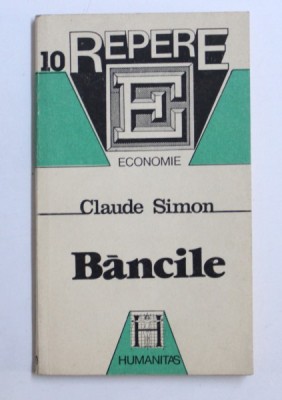 10 REPERE
E
ECONOMIE
Claude Simon
Băncile
H
HUMANITAS